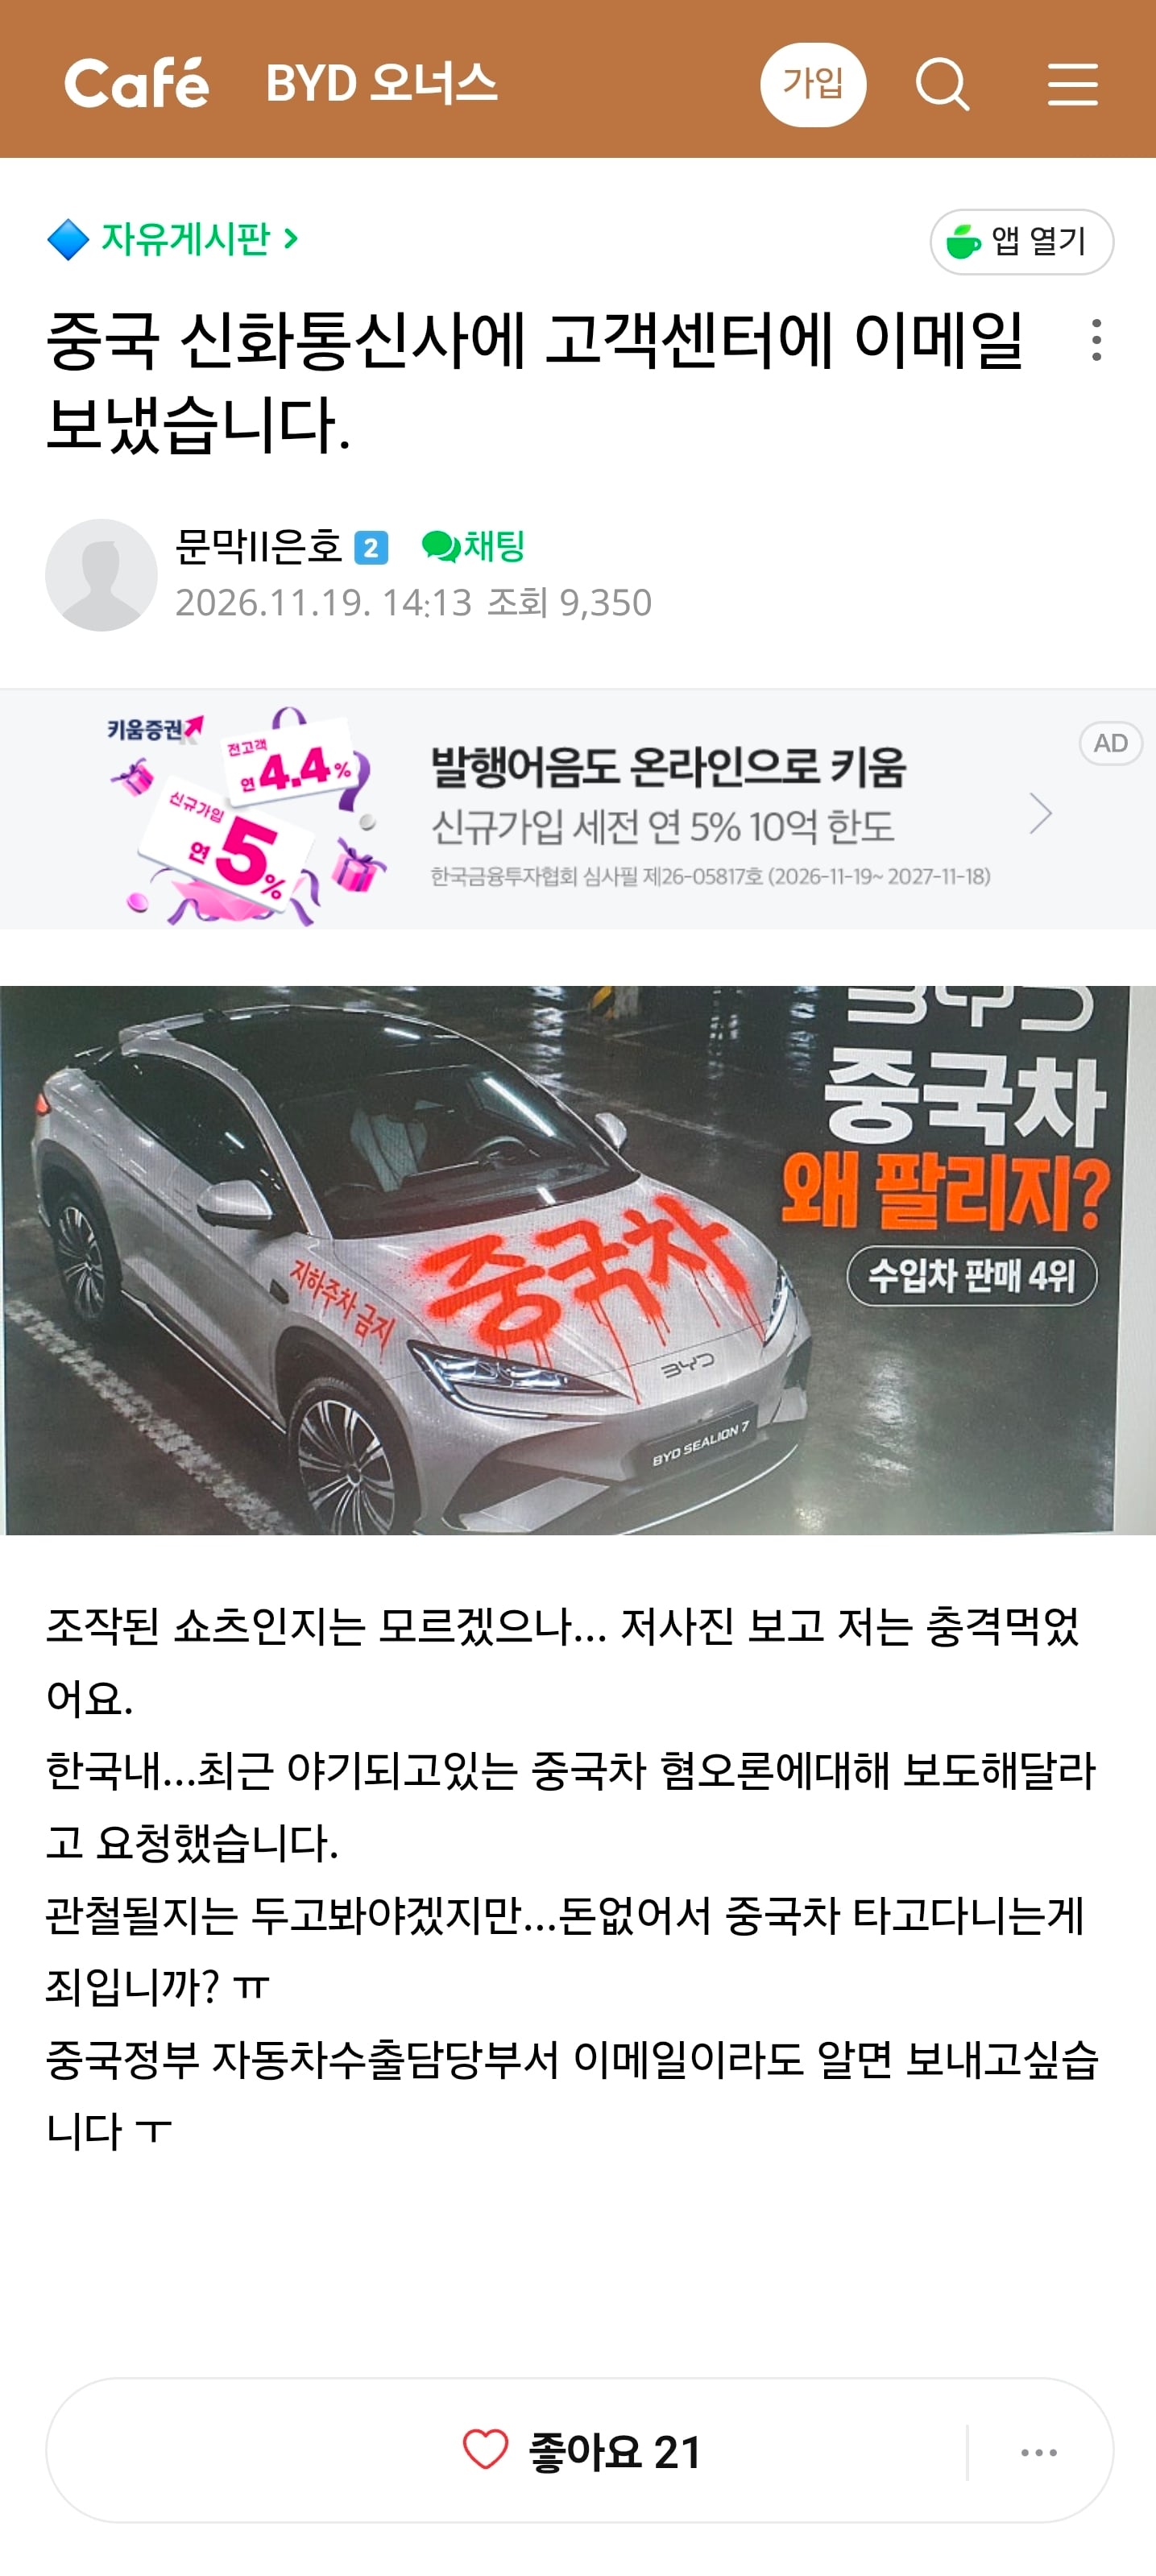 Café BYD 오너스 가입
자유게시판 >
앱 열기
중국 신화통신사에 고객센터에 이메일
보냈습니다.
문막II은호 2 채팅
2026.11.19. 14:13 조회 9,350
키움증권
전고객
연 4.4%
신규가입
연 5%
발행어음도 온라인으로 키움
신규가입 세전 연 5% 10억 한도
한국금융투자협회 심사필 제26-05817호 (2026-11-19~ 2027-11-18)
AD
BYD
중국차
왜 팔리지?
수입차 판매 4위
중국차
지하주차 금지
BYD
BYD SEALION 7
조작된 쇼츠인지는 모르겠으나... 저사진 보고 저는 충격먹었
어요.
한국내...최근 야기되고있는 중국차 혐오론에대해 보도해달라
고 요청했습니다.
관철될지는 두고봐야겠지만...돈없어서 중국차 타고다니는게
죄입니까? ㅠ
중국정부 자동차수출담당부서 이메일이라도 알면 보내고싶습
니다 ㅜ
좋아요 21